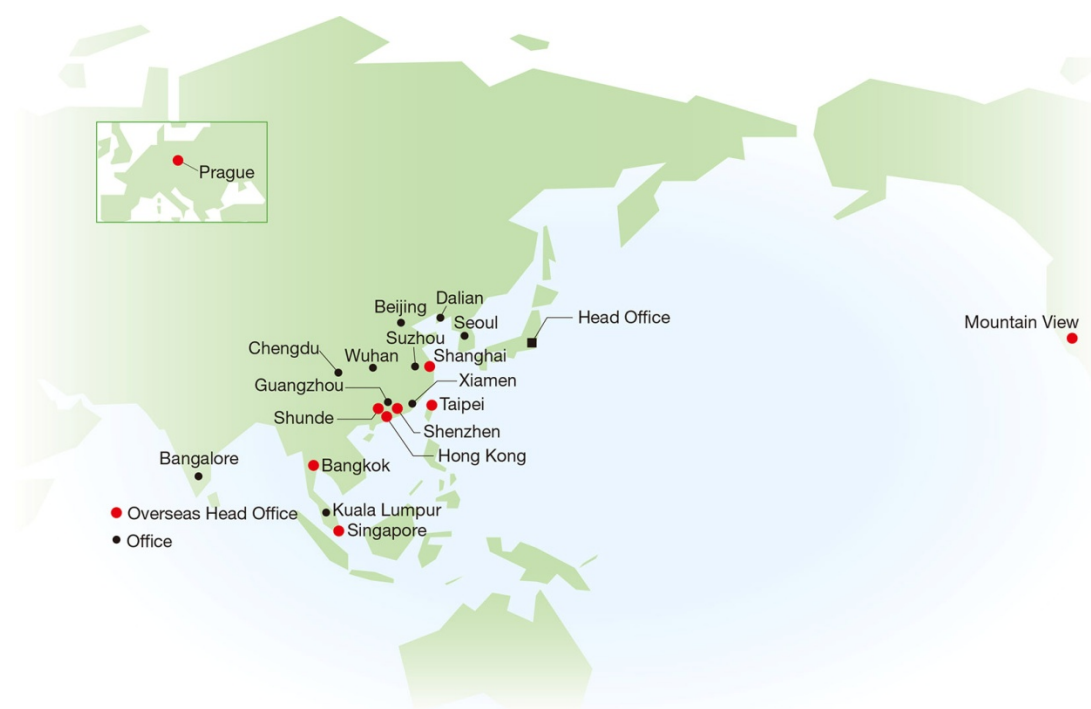 Prague
Dalian
Beijing
Seoul
Head Office
Mountain View
Suzhou
Chengdu
Wuhan
Shanghai
Guangzhou
Xiamen
Taipei
Shunde
Shenzhen
Hong Kong
Bangalore
Bangkok
Kuala Lumpur
Overseas Head Office
Singapore
Office